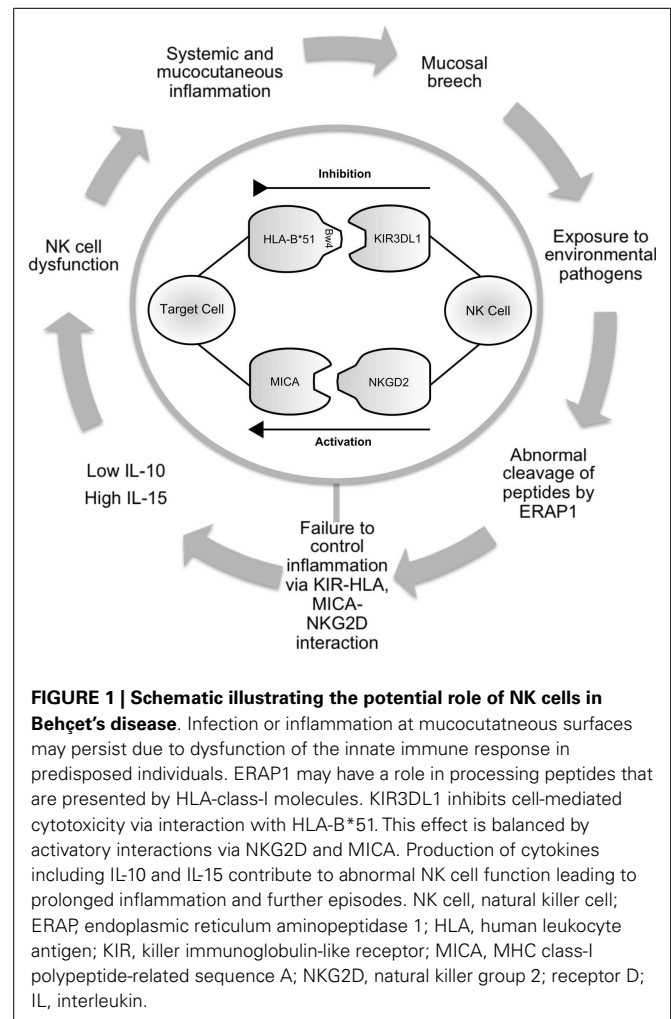 Systemic and
mucocutaneous
inflammation
Mucosal
breech
Inhibition
HLA-B*51
Bw4
KIR3DL1
NK cell
dysfunction
Exposure to
environmental
pathogens
Target Cell
NK Cell
MICA
NKGD2
Activation
Low IL-10
High IL-15
Abnormal
cleavage of
peptides by
ERAP1
Failure to
control
inflammation
via KIR-HLA,
MICA-
NKG2D
interaction
FIGURE 1 | Schematic illustrating the potential role of NK cells in
Behçet's disease. Infection or inflammation at mucocutatneous surfaces
may persist due to dysfunction of the innate immune response in
predisposed individuals. ERAP1 may have a role in processing peptides that
are presented by HLA-class-I molecules. KIR3DL1 inhibits cell-mediated
cytotoxicity via interaction with HLA-B*51. This effect is balanced by
activatory interactions via NKG2D and MICA. Production of cytokines
including IL-10 and IL-15 contribute to abnormal NK cell function leading to
prolonged inflammation and further episodes. NK cell, natural killer cell;
ERAP, endoplasmic reticulum aminopeptidase 1; HLA, human leukocyte
antigen; KIR, killer immunoglobulin-like receptor; MICA, MHC class-I
polypeptide-related sequence A; NKG2D, natural killer group 2; receptor D;
IL, interleukin.